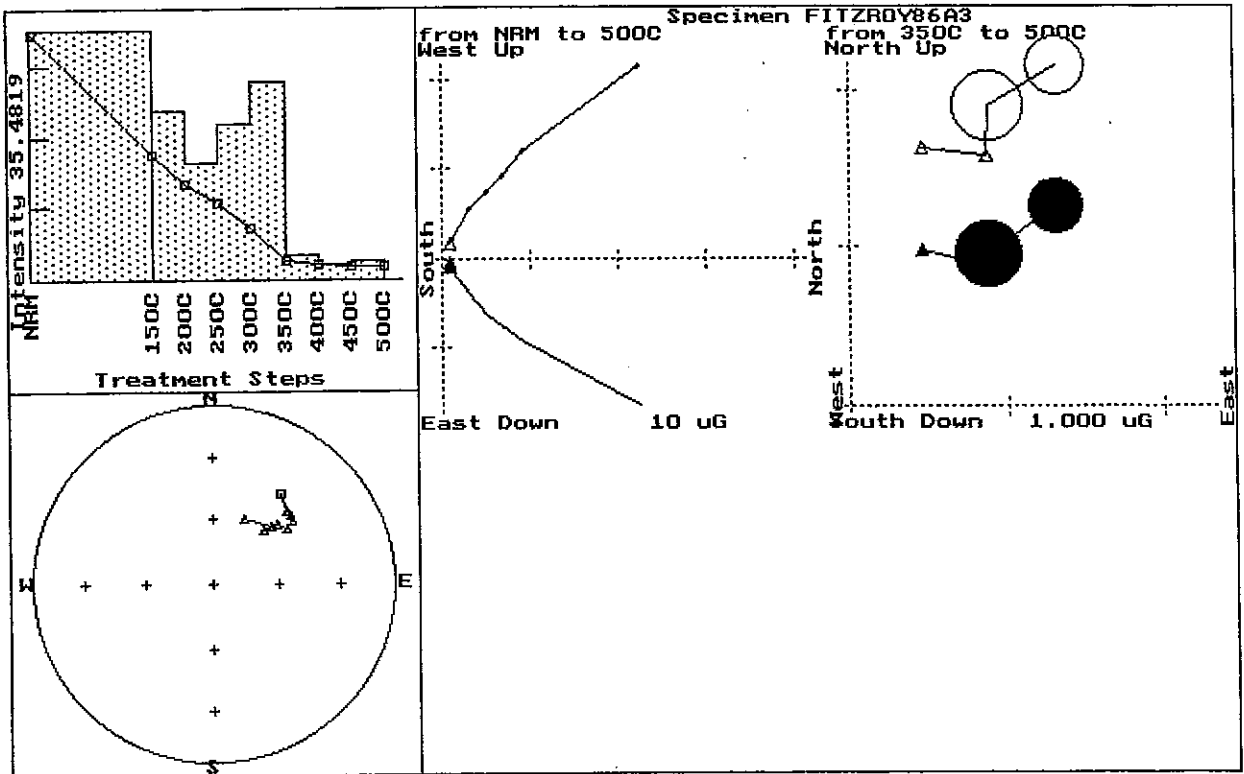 Specimen FITZROY86A3
from NRM to 500C
West Up
from 350C to 500C
North Up
Intensity 35.4819
NRM
150C
200C
250C
300C
350C
400C
450C
500C
Treatment Steps
South
North
East Down 10 uG
West
South Down 1.000 uG
East
N
W
E
S